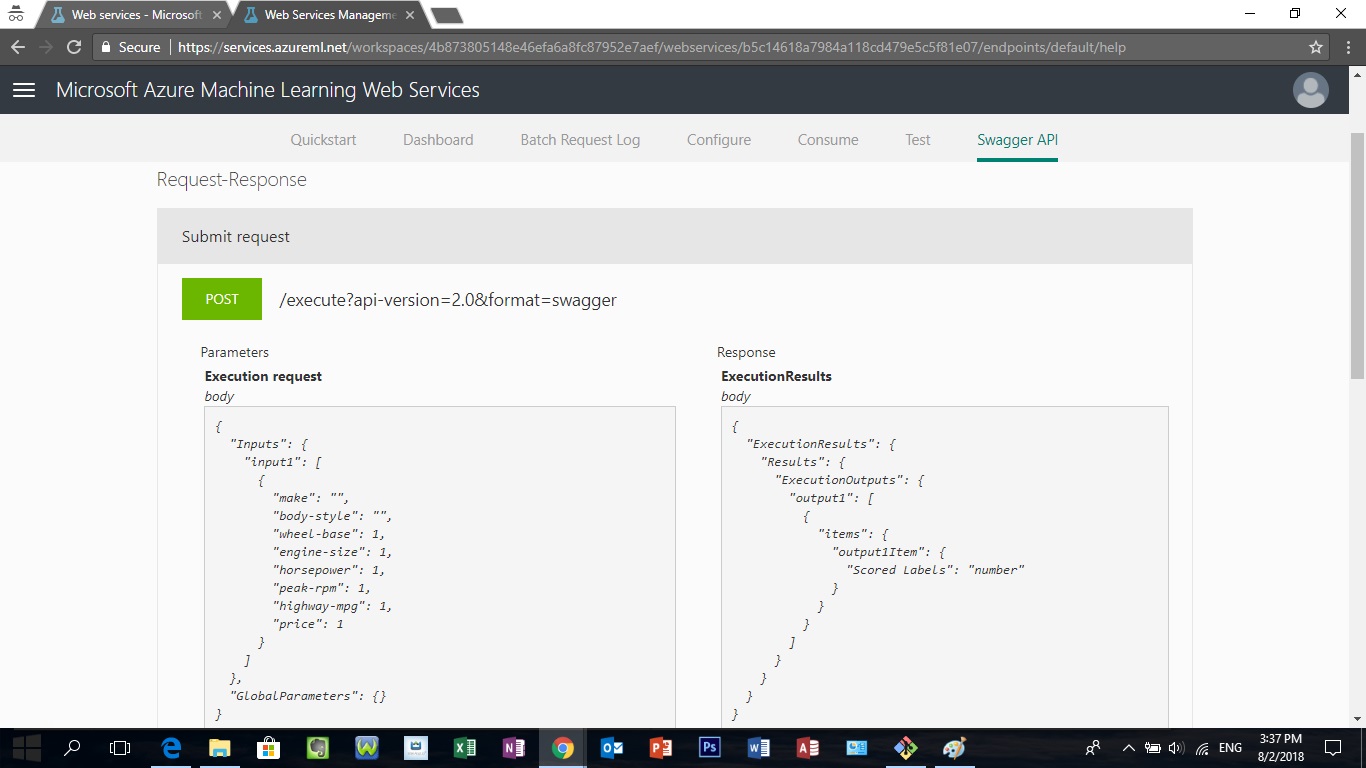 Web services - Microsoft
Web Services Manageme
Secure
https://services.azureml.net/workspaces/4b873805148e46efa6a8fc87952e7aef/webservices/b5c14618a7984a118cd479e5c5f81e07/endpoints/default/help
Microsoft Azure Machine Learning Web Services
Quickstart Dashboard Batch Request Log Configure Consume Test Swagger API
Request-Response
Submit request
POST /execute?api-version=2.0&format=swagger
Parameters
Execution request
body
{
"Inputs": {
"input1": [
{
"make": "",
"body-style": "",
"wheel-base": 1,
"engine-size": 1,
"horsepower": 1,
"peak-rpm": 1,
"highway-mpg": 1,
"price": 1
}
]
},
"GlobalParameters": {}
}
Response
ExecutionResults
body
{
"ExecutionResults": {
"Results": {
"ExecutionOutputs": {
"output1": [
{
"items": {
"output1Item": {
"Scored Labels": "number"
}
}
}
]
}
}
}
}
ENG
3:37 PM
8/2/2018